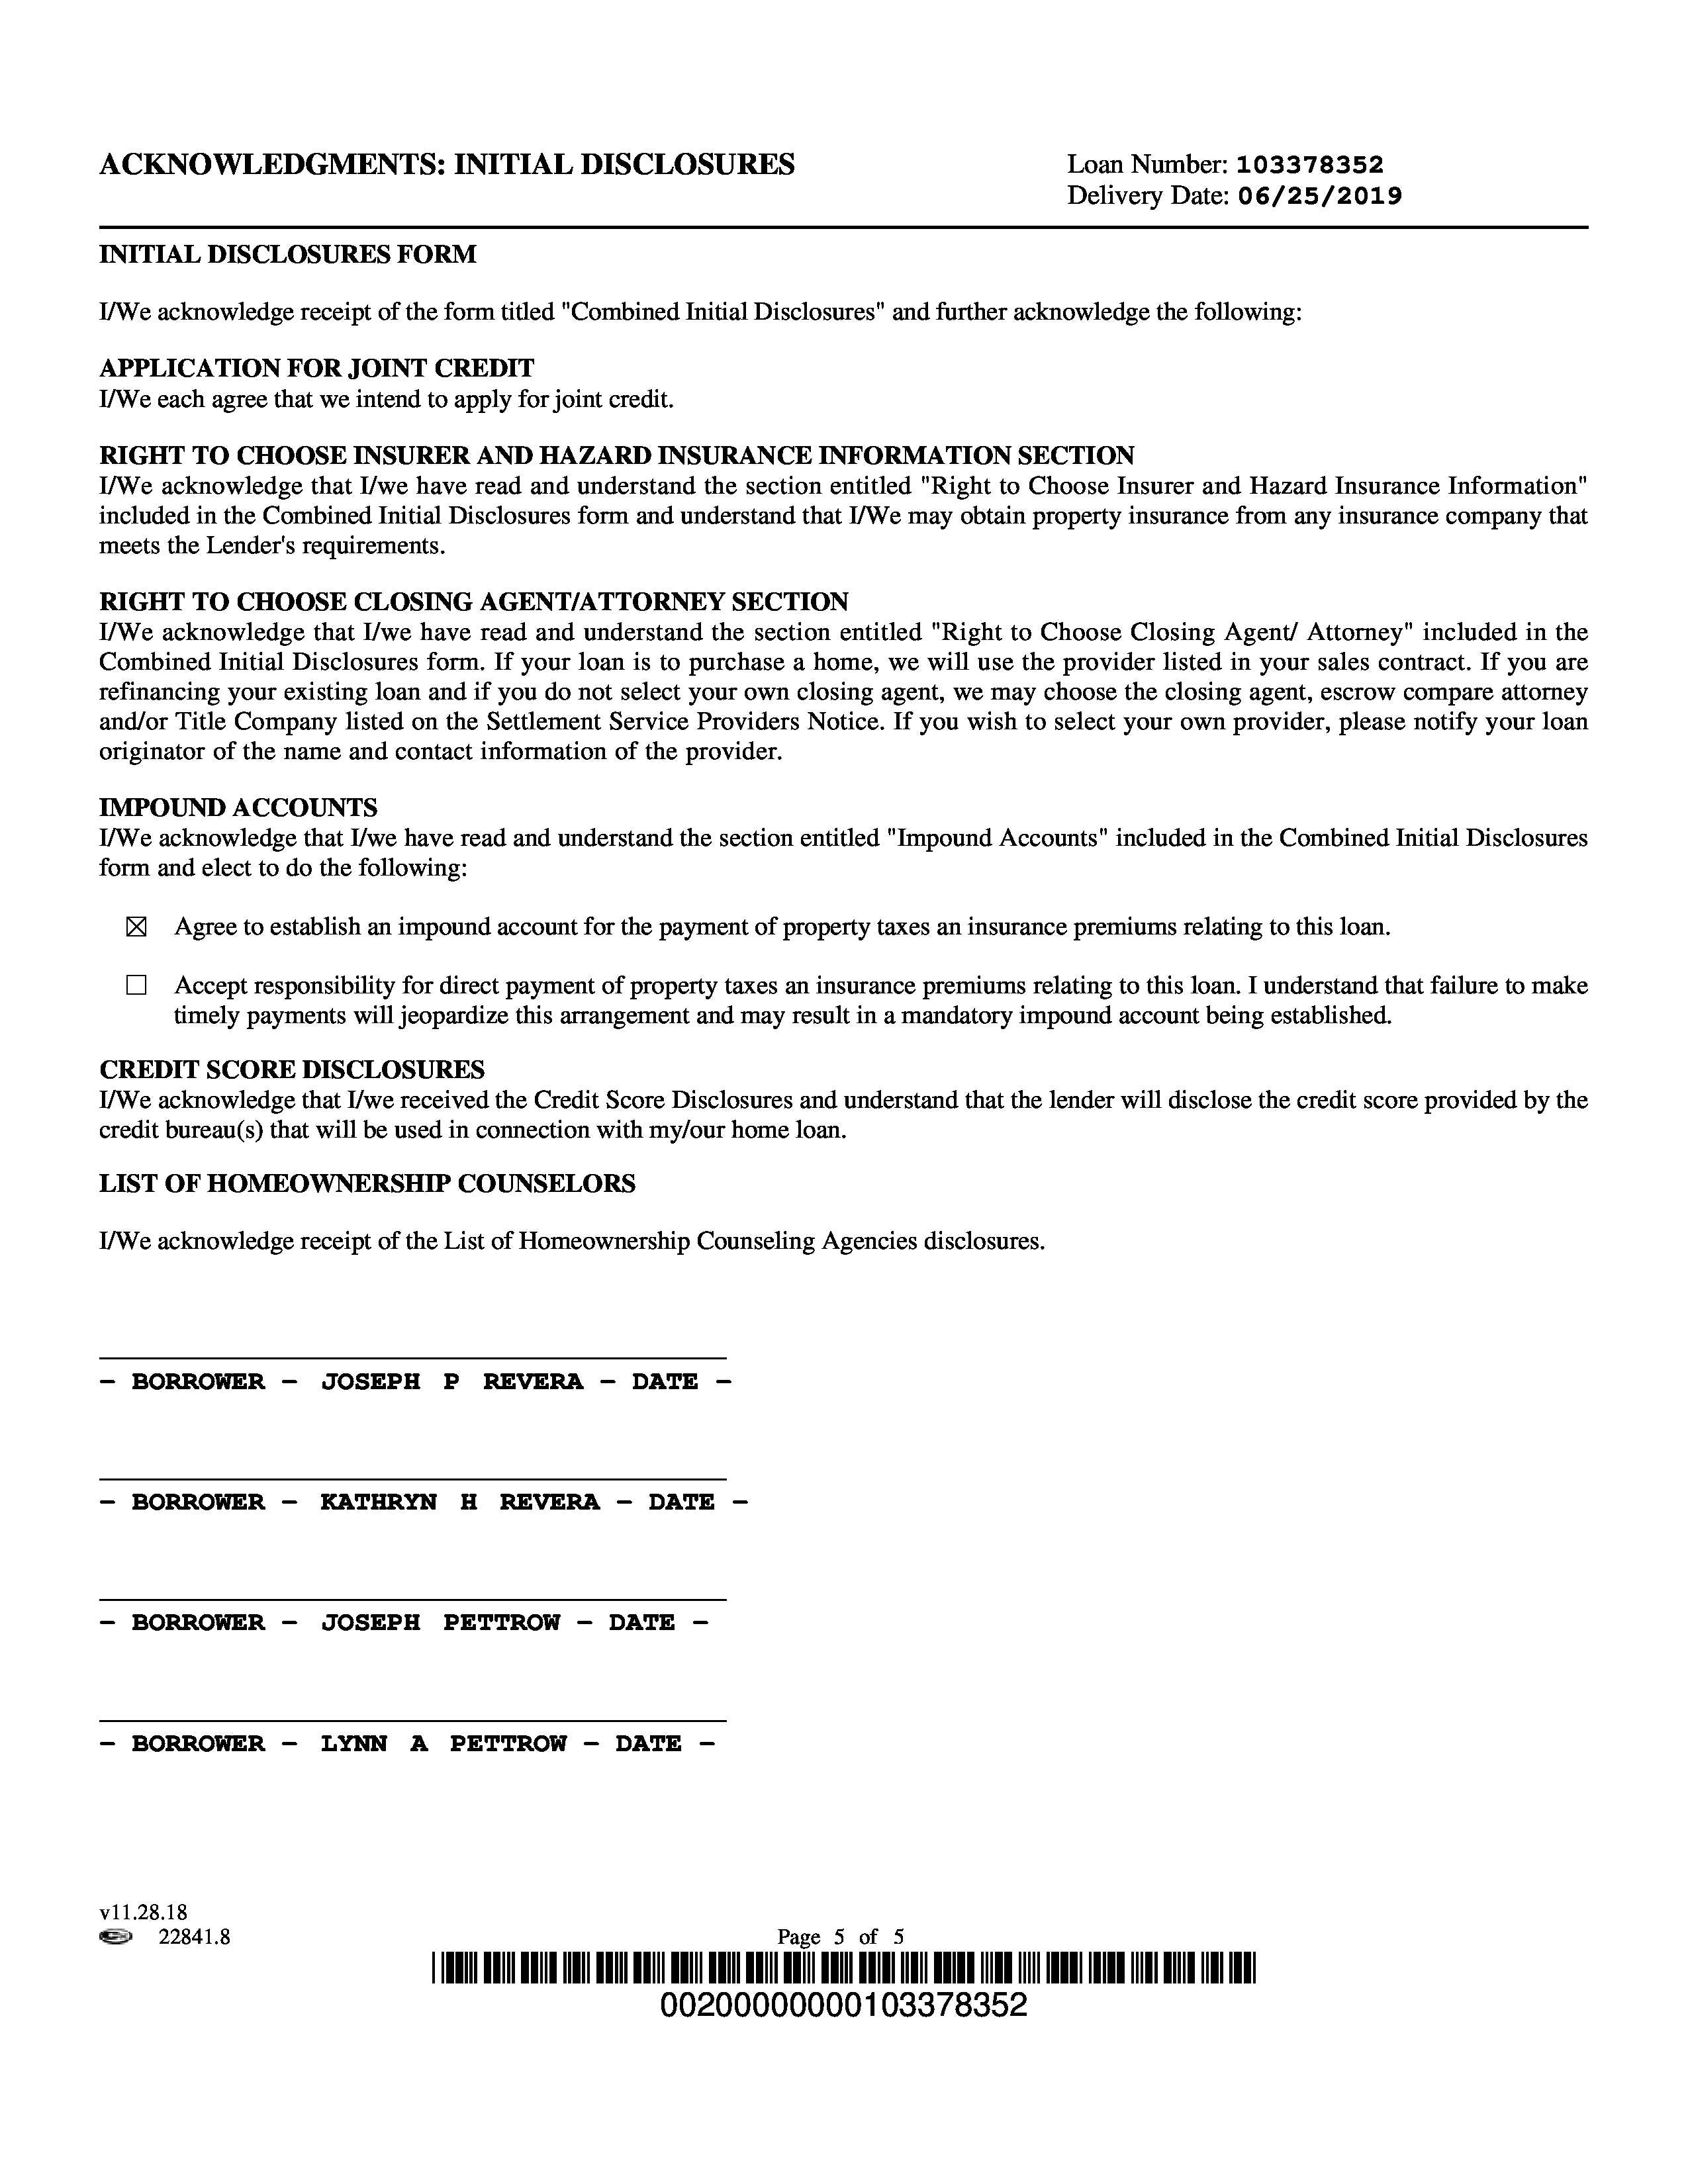 ACKNOWLEDGMENTS: INITIAL DISCLOSURES
Loan Number: 103378352
Delivery Date: 06/25/2019
INITIAL DISCLOSURES FORM
I/We acknowledge receipt of the form titled "Combined Initial Disclosures" and further acknowledge the following:
APPLICATION FOR JOINT CREDIT
I/We each agree that we intend to apply for joint credit.
RIGHT TO CHOOSE INSURER AND HAZARD INSURANCE INFORMATION SECTION
I/We acknowledge that I/we have read and understand the section entitled "Right to Choose Insurer and Hazard Insurance Information"
included in the Combined Initial Disclosures form and understand that I/We may obtain property insurance from any insurance company that
meets the Lender's requirements.
RIGHT TO CHOOSE CLOSING AGENT/ATTORNEY SECTION
I/We acknowledge that I/we have read and understand the section entitled "Right to Choose Closing Agent/ Attorney" included in the
Combined Initial Disclosures form. If your loan is to purchase a home, we will use the provider listed in your sales contract. If you are
refinancing your existing loan and if you do not select your own closing agent, we may choose the closing agent, escrow compare attorney
and/or Title Company listed on the Settlement Service Providers Notice. If you wish to select your own provider, please notify your loan
originator of the name and contact information of the provider.
IMPOUND ACCOUNTS
I/We acknowledge that I/we have read and understand the section entitled "Impound Accounts" included in the Combined Initial Disclosures
form and elect to do the following:
☒ Agree to establish an impound account for the payment of property taxes an insurance premiums relating to this loan.
☐ Accept responsibility for direct payment of property taxes an insurance premiums relating to this loan. I understand that failure to make
timely payments will jeopardize this arrangement and may result in a mandatory impound account being established.
CREDIT SCORE DISCLOSURES
I/We acknowledge that I/we received the Credit Score Disclosures and understand that the lender will disclose the credit score provided by the
credit bureau(s) that will be used in connection with my/our home loan.
LIST OF HOMEOWNERSHIP COUNSELORS
I/We acknowledge receipt of the List of Homeownership Counseling Agencies disclosures.
- BORROWER - JOSEPH P REVERA - DATE -
- BORROWER - KATHRYN H REVERA - DATE -
- BORROWER - JOSEPH PETTROW - DATE -
- BORROWER - LYNN A PETTROW - DATE -
v11.28.18
22841.8
Page 5 of 5
00200000000103378352